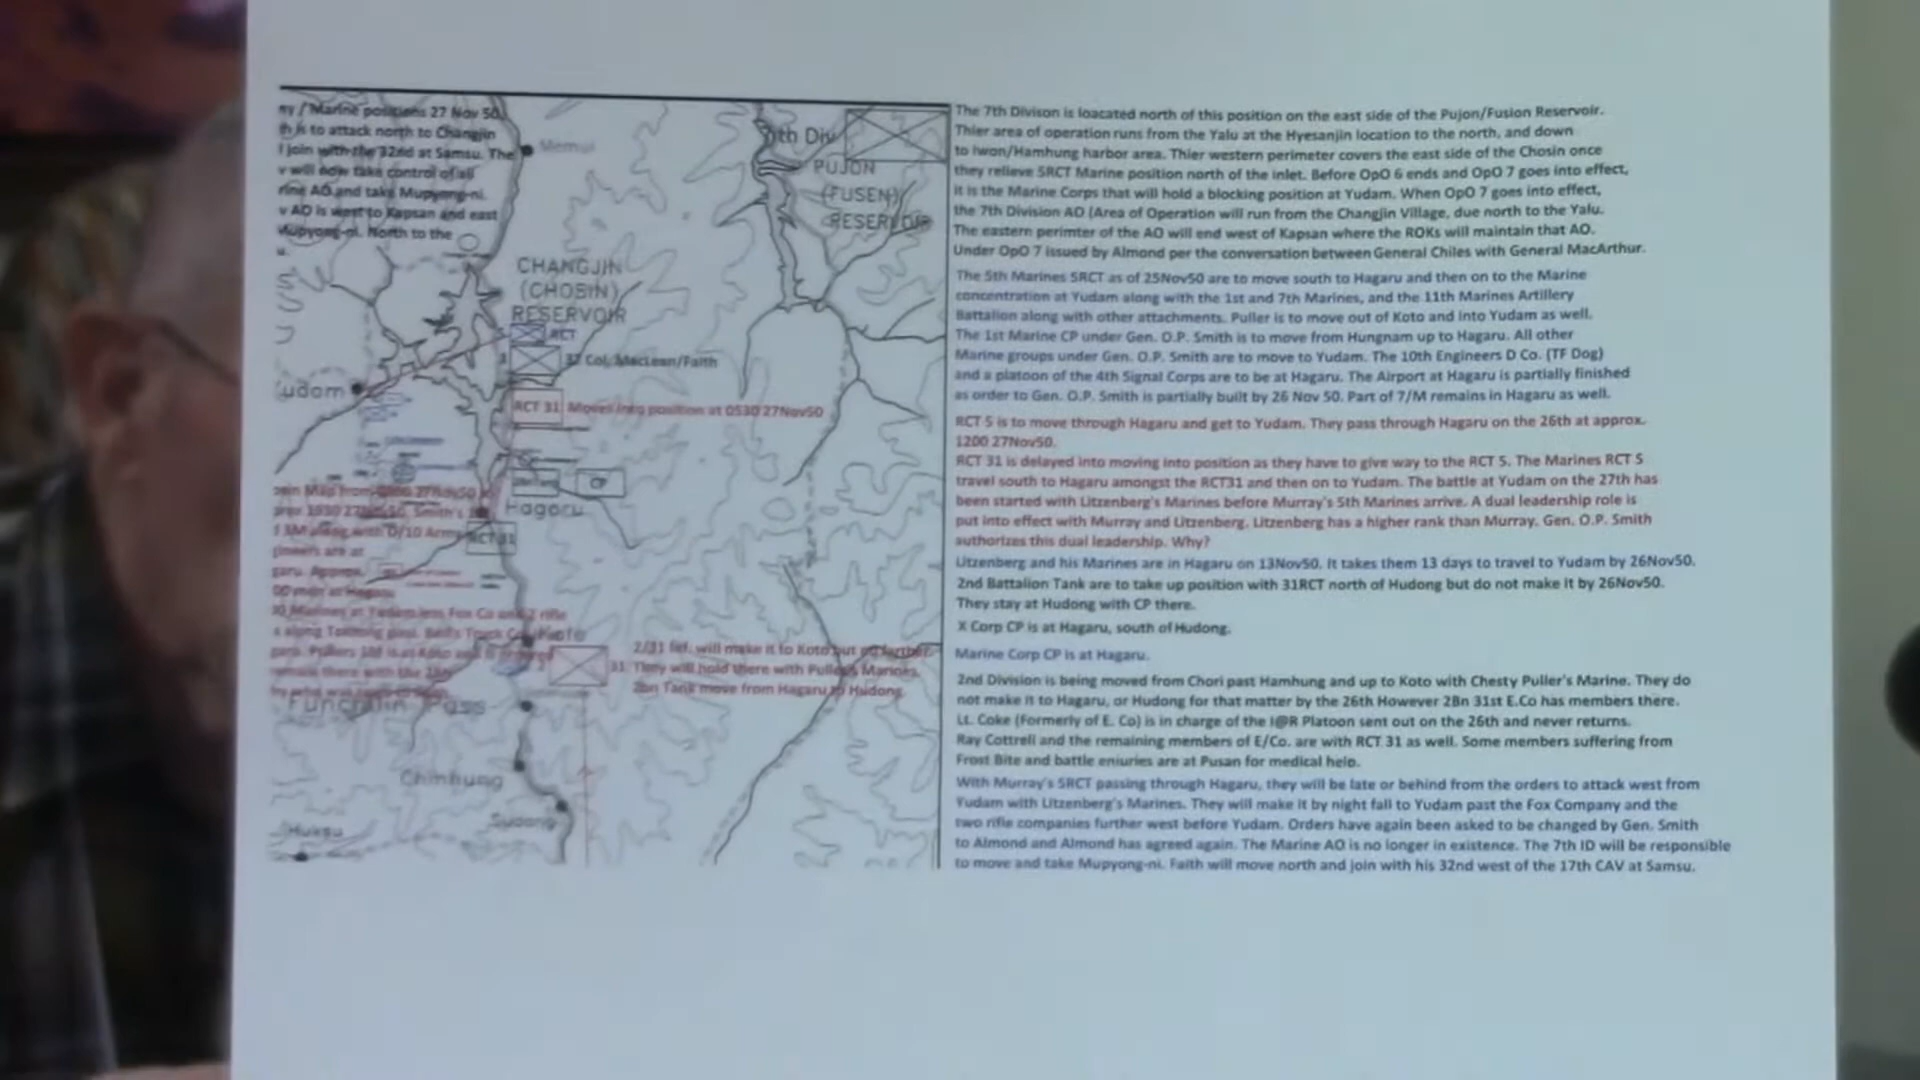 ny / Marine positions 27 Nov 50.
th is to attack north to Changjin
I join with the 32nd at Samsu. The
v will now take control of all
rine AO and take Mupyong-ni.
v AO is west to Kapsan and east
Mupyong-ni. North to the
u.
7th Div
PUJON
(FUSEN)
RESERVOIR
CHANGJIN
(CHOSIN)
RESERVOIR
RCT
32 Col. MacLean/Faith
Yudam
RCT 31 Moves into position at 0530 27Nov50
CP
Hagaru
RCT 31
garu. Approx.
00 men at Hagaru
Koto
2/31 Inf. will make it to Koto but no farther.
31 They will hold there with Puller's Marines.
2bn Tank move from Hagaru to Hudong
Funchilin Pass
Chinhung
Sudong
Huksu
The 7th Divison is loacated north of this position on the east side of the Pujon/Fusion Reservoir.
Thier area of operation runs from the Yalu at the Hyesanjin location to the north, and down
to Iwon/Hamhung harbor area. Thier western perimeter covers the east side of the Chosin once
they relieve 5RCT Marine position north of the inlet. Before OpO 6 ends and OpO 7 goes into effect,
it is the Marine Corps that will hold a blocking position at Yudam. When OpO 7 goes into effect,
the 7th Division AO (Area of Operation will run from the Changjin Village, due north to the Yalu.
The eastern perimter of the AO will end west of Kapsan where the ROKs will maintain that AO.
Under OpO 7 issued by Almond per the conversation between General Chiles with General MacArthur.
The 5th Marines 5RCT as of 25Nov50 are to move south to Hagaru and then on to the Marine
concentration at Yudam along with the 1st and 7th Marines, and the 11th Marines Artillery
Battalion along with other attachments. Puller is to move out of Koto and into Yudam as well.
The 1st Marine CP under Gen. O.P. Smith is to move from Hungnam up to Hagaru. All other
Marine groups under Gen. O.P. Smith are to move to Yudam. The 10th Engineers D Co. (TF Dog)
and a platoon of the 4th Signal Corps are to be at Hagaru. The Airport at Hagaru is partially finished
as order to Gen. O.P. Smith is partially built by 26 Nov 50. Part of 7/M remains in Hagaru as well.
RCT 5 is to move through Hagaru and get to Yudam. They pass through Hagaru on the 26th at approx.
1200 27Nov50.
RCT 31 is delayed into moving into position as they have to give way to the RCT 5. The Marines RCT 5
travel south to Hagaru amongst the RCT31 and then on to Yudam. The battle at Yudam on the 27th has
been started with Litzenberg's Marines before Murray's 5th Marines arrive. A dual leadership role is
put into effect with Murray and Litzenberg. Litzenberg has a higher rank than Murray. Gen. O.P. Smith
authorizes this dual leadership. Why?
Litzenberg and his Marines are in Hagaru on 13Nov50. It takes them 13 days to travel to Yudam by 26Nov50.
2nd Battalion Tank are to take up position with 31RCT north of Hudong but do not make it by 26Nov50.
They stay at Hudong with CP there.
X Corp CP is at Hagaru, south of Hudong.
Marine Corp CP is at Hagaru.
2nd Division is being moved from Chori past Hamhung and up to Koto with Chesty Puller's Marine. They do
not make it to Hagaru, or Hudong for that matter by the 26th However 2Bn 31st E.Co has members there.
Lt. Coke (Formerly of E. Co) is in charge of the I@R Platoon sent out on the 26th and never returns.
Ray Cottrell and the remaining members of E/Co. are with RCT 31 as well. Some members suffering from
Frost Bite and battle eniuries are at Pusan for medical help.
With Murray's 5RCT passing through Hagaru, they will be late or behind from the orders to attack west from
Yudam with Litzenberg's Marines. They will make it by night fall to Yudam past the Fox Company and the
two rifle companies further west before Yudam. Orders have again been asked to be changed by Gen. Smith
to Almond and Almond has agreed again. The Marine AO is no longer in existence. The 7th ID will be responsible
to move and take Mupyong-ni. Faith will move north and join with his 32nd west of the 17th CAV at Samsu.